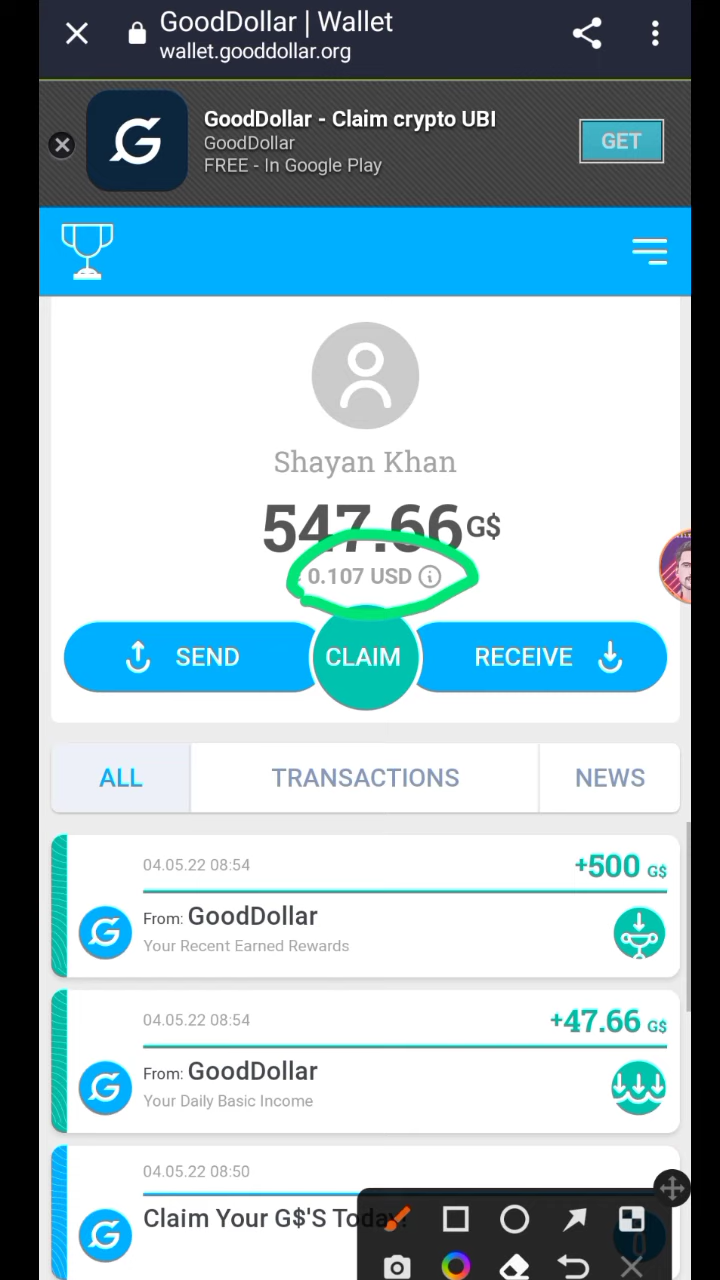 GoodDollar | Wallet
wallet.gooddollar.org
GoodDollar - Claim crypto UBI
GoodDollar
FREE - In Google Play
GET
Shayan Khan
547.66 G$
0.107 USD
SEND
CLAIM
RECEIVE
ALL
TRANSACTIONS
NEWS
04.05.22 08:54
+500 G$
From: GoodDollar
Your Recent Earned Rewards
04.05.22 08:54
+47.66 G$
From: GoodDollar
Your Daily Basic Income
04.05.22 08:50
Claim Your G$'S Today!